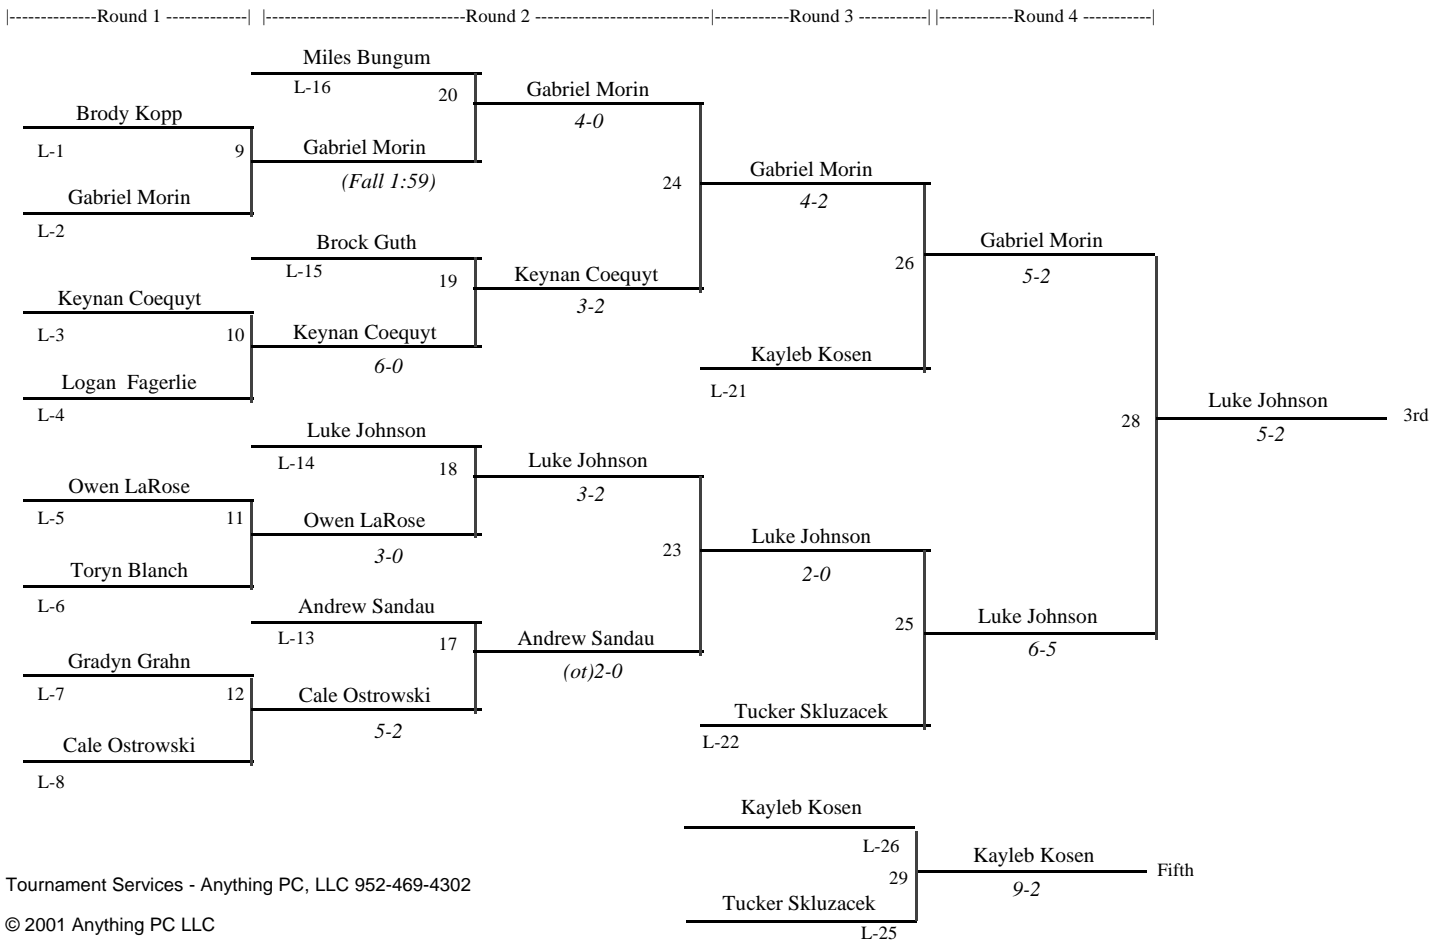 |--------------Round 1 -------------| |--------------------------------Round 2 ----------------------------|------------Round 3 -----------| |------------Round 4 -----------|
Miles Bungum
L-16
20
Gabriel Morin
4-0
Brody Kopp
L-1
9
Gabriel Morin
(Fall 1:59)
Gabriel Morin
L-2
24
Gabriel Morin
4-2
Brock Guth
L-15
19
Keynan Coequyt
3-2
Keynan Coequyt
L-3
10
Keynan Coequyt
6-0
Logan  Fagerlie
L-4
26
Gabriel Morin
5-2
Kayleb Kosen
L-21
Luke Johnson
L-14
18
Luke Johnson
3-2
Owen LaRose
L-5
11
Owen LaRose
3-0
Toryn Blanch
L-6
23
Luke Johnson
2-0
28
Luke Johnson
5-2
3rd
Andrew Sandau
L-13
17
Andrew Sandau
(ot)2-0
Gradyn Grahn
L-7
12
Cale Ostrowski
5-2
Cale Ostrowski
L-8
25
Luke Johnson
6-5
Tucker Skluzacek
L-22
Kayleb Kosen
L-26
29
Kayleb Kosen
9-2
Fifth
Tucker Skluzacek
L-25
Tournament Services - Anything PC, LLC 952-469-4302
© 2001 Anything PC LLC